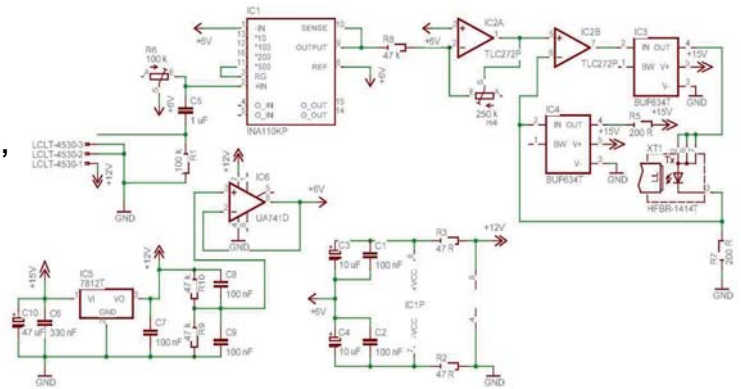 IC1
-IN
*10
*100
*200
*500
RG
+IN
O_IN
O_IN
SENSE
OUTPUT
REF
O_OUT
O_OUT
INA110KP
+6V
R6
100 k
+6V
C5
1 uF
LCLT-4530-3
LCLT-4530-2
LCLT-4530-1
+12V
100 k
R1
GND
,
47 k
+6V
+6V
IC2A
TLC272P
250 k
IC2B
TLC272P
IC3
IN OUT
BW V+
V-
BUF634T
+15V
GND
IC4
IN OUT
BW V+
V-
BUF634T
+15V
+15V
R5
200 R
GND
XT1
Tx
HFBR-1414T
R7
200 R
GND
+12V
IC6
UA741D
+6V
GND
+15V
IC5
7812T
VI VO
GND
+12V
C10
47 uF
C6
330 nF
C7
100 nF
47 k
R10
47 k
R9
C8
100 nF
C9
100 nF
GND
C3
10 uF
C1
100 nF
+6V
C4
10 uF
C2
100 nF
+VCC
IC1P
-VCC
R3
47 R
R2
47 R
+12V
GND